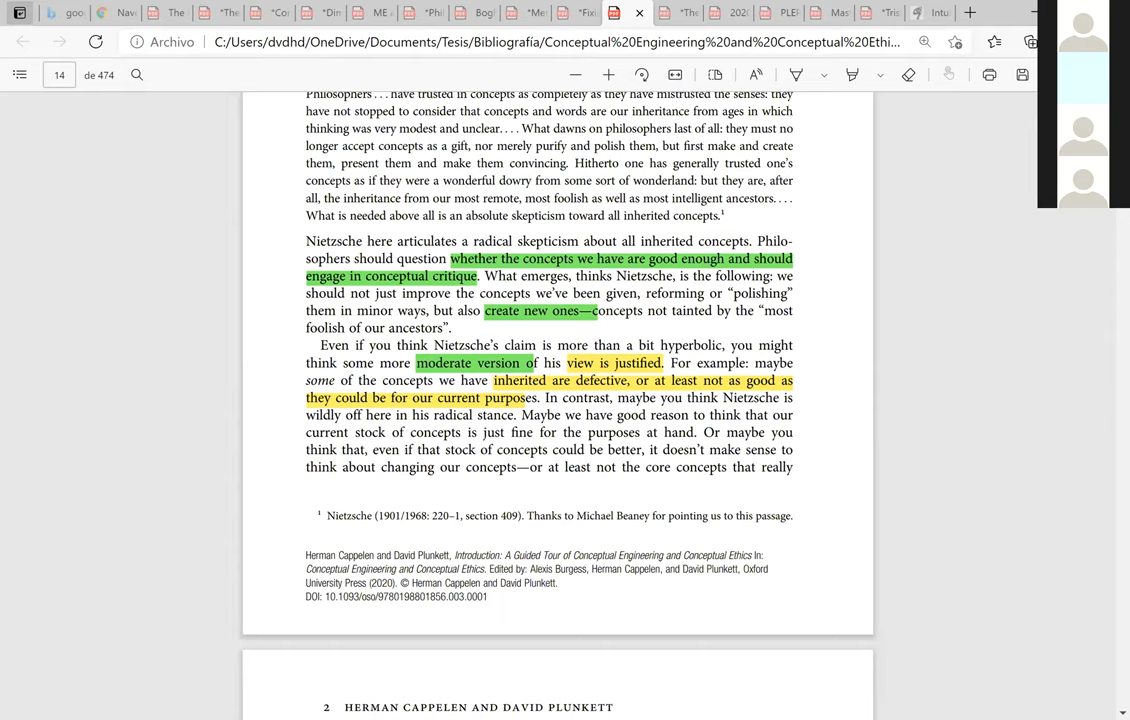 goo
Nav
The
*The
*Cor
*Din
ME
*Phi
Bogl
*Me
*Fixi
*The
202
PLEF
Mas
*Tris
Intu
Archivo
C:/Users/dvdhd/OneDrive/Documents/Tesis/Bibliografía/Conceptual%20Engineering%20and%20Conceptual%20Ethi...
14 de 474
Philosophers . . . have trusted in concepts as completely as they have mistrusted the senses: they
have not stopped to consider that concepts and words are our inheritance from ages in which
thinking was very modest and unclear. . . . What dawns on philosophers last of all: they must no
longer accept concepts as a gift, nor merely purify and polish them, but first make and create
them, present them and make them convincing. Hitherto one has generally trusted one’s
concepts as if they were a wonderful dowry from some sort of wonderland: but they are, after
all, the inheritance from our most remote, most foolish as well as most intelligent ancestors. . . .
What is needed above all is an absolute skepticism toward all inherited concepts.¹
Nietzsche here articulates a radical skepticism about all inherited concepts. Philo-
sophers should question whether the concepts we have are good enough and should
engage in conceptual critique. What emerges, thinks Nietzsche, is the following: we
should not just improve the concepts we’ve been given, reforming or “polishing”
them in minor ways, but also create new ones—concepts not tainted by the “most
foolish of our ancestors”.
Even if you think Nietzsche’s claim is more than a bit hyperbolic, you might
think some more moderate version of his view is justified. For example: maybe
some of the concepts we have inherited are defective, or at least not as good as
they could be for our current purposes. In contrast, maybe you think Nietzsche is
wildly off here in his radical stance. Maybe we have good reason to think that our
current stock of concepts is just fine for the purposes at hand. Or maybe you
think that, even if that stock of concepts could be better, it doesn’t make sense to
think about changing our concepts—or at least not the core concepts that really
¹ Nietzsche (1901/1968: 220–1, section 409). Thanks to Michael Beaney for pointing us to this passage.
Herman Cappelen and David Plunkett, Introduction: A Guided Tour of Conceptual Engineering and Conceptual Ethics In:
Conceptual Engineering and Conceptual Ethics. Edited by: Alexis Burgess, Herman Cappelen, and David Plunkett, Oxford
University Press (2020). © Herman Cappelen and David Plunkett.
DOI: 10.1093/oso/9780198801856.003.0001
2 HERMAN CAPPELEN AND DAVID PLUNKETT